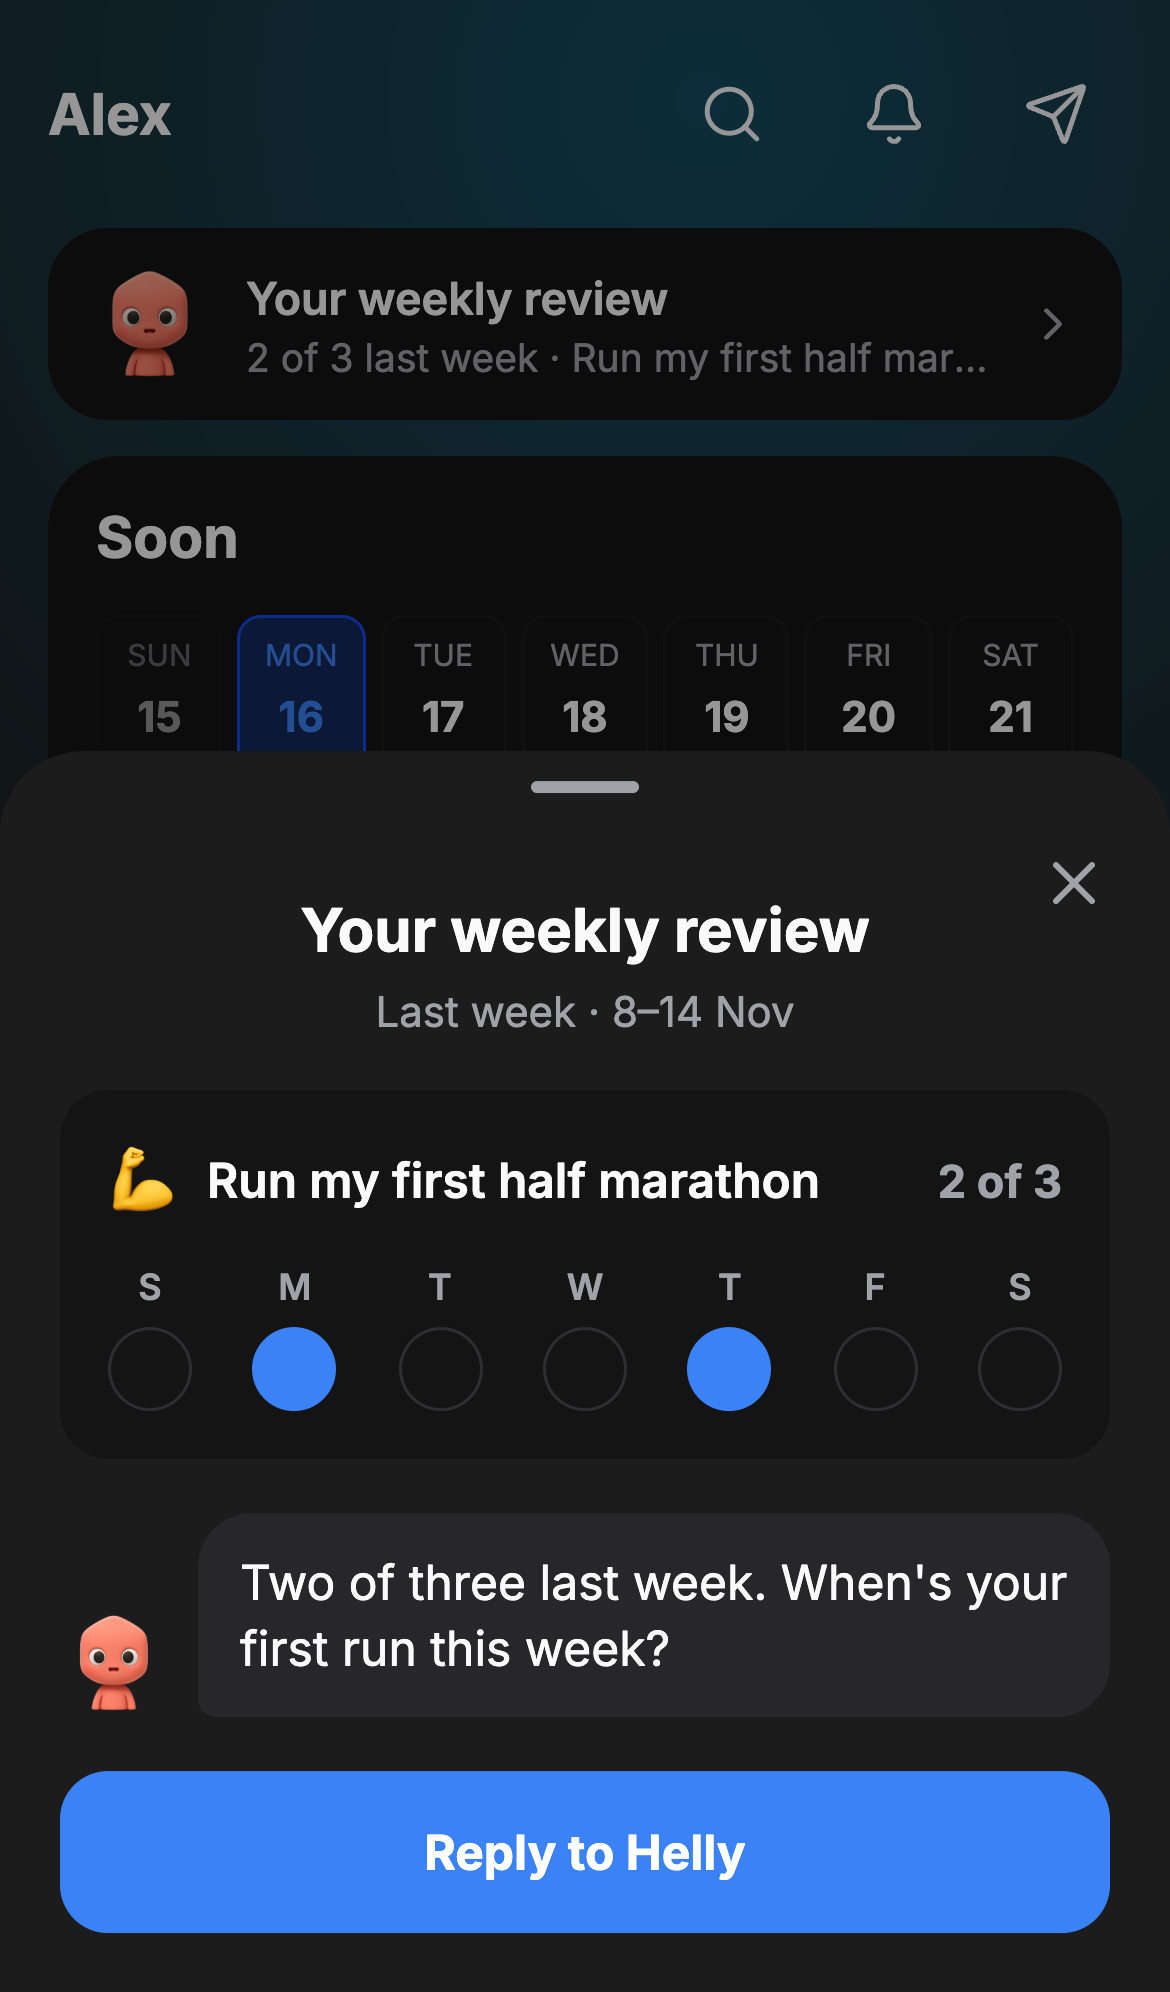 Alex
Your weekly review
2 of 3 last week · Run my first half mar...
Soon
SUN MON TUE WED THU FRI SAT
15 16 17 18 19 20 21
Your weekly review
Last week · 8–14 Nov
Run my first half marathon 2 of 3
S M T W T F S
Two of three last week. When's your
first run this week?
Reply to Helly